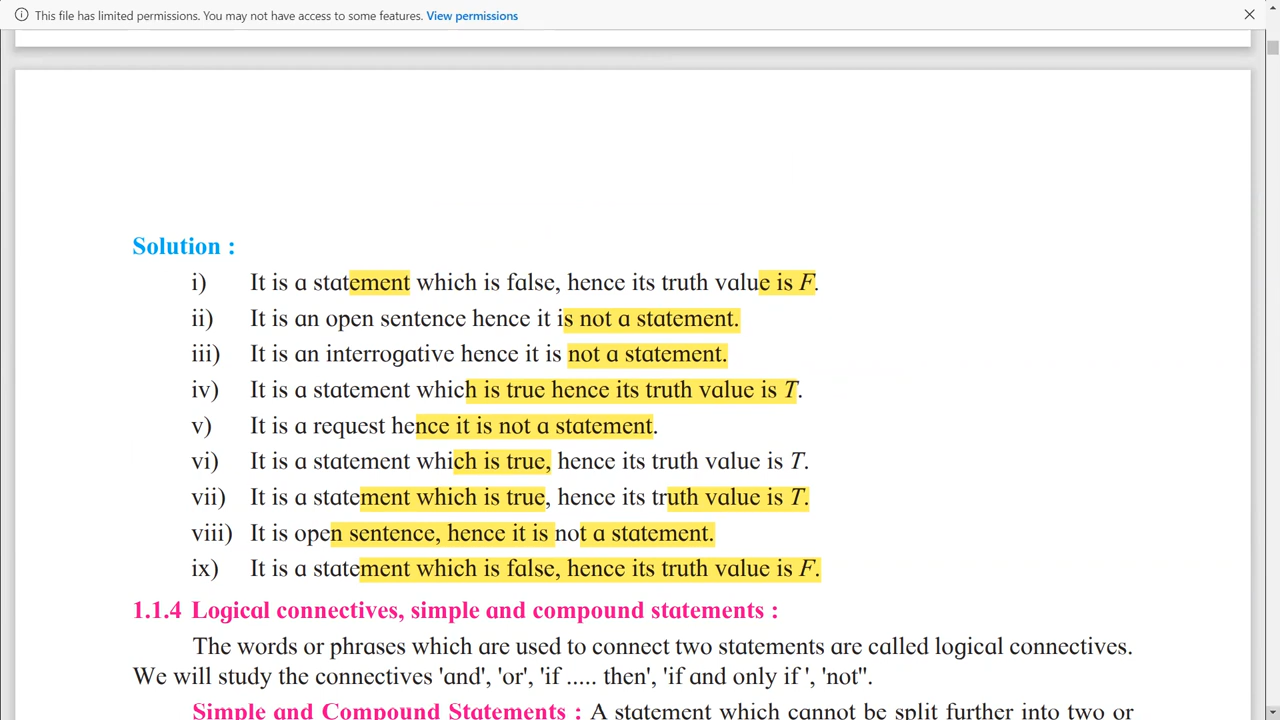 This file has limited permissions. You may not have access to some features. View permissions
Solution :
i) It is a statement which is false, hence its truth value is F.
ii) It is an open sentence hence it is not a statement.
iii) It is an interrogative hence it is not a statement.
iv) It is a statement which is true hence its truth value is T.
v) It is a request hence it is not a statement.
vi) It is a statement which is true, hence its truth value is T.
vii) It is a statement which is true, hence its truth value is T.
viii) It is open sentence, hence it is not a statement.
ix) It is a statement which is false, hence its truth value is F.
1.1.4 Logical connectives, simple and compound statements :
The words or phrases which are used to connect two statements are called logical connectives.
We will study the connectives 'and', 'or', 'if ..... then', 'if and only if ', 'not''.
Simple and Compound Statements : A statement which cannot be split further into two or